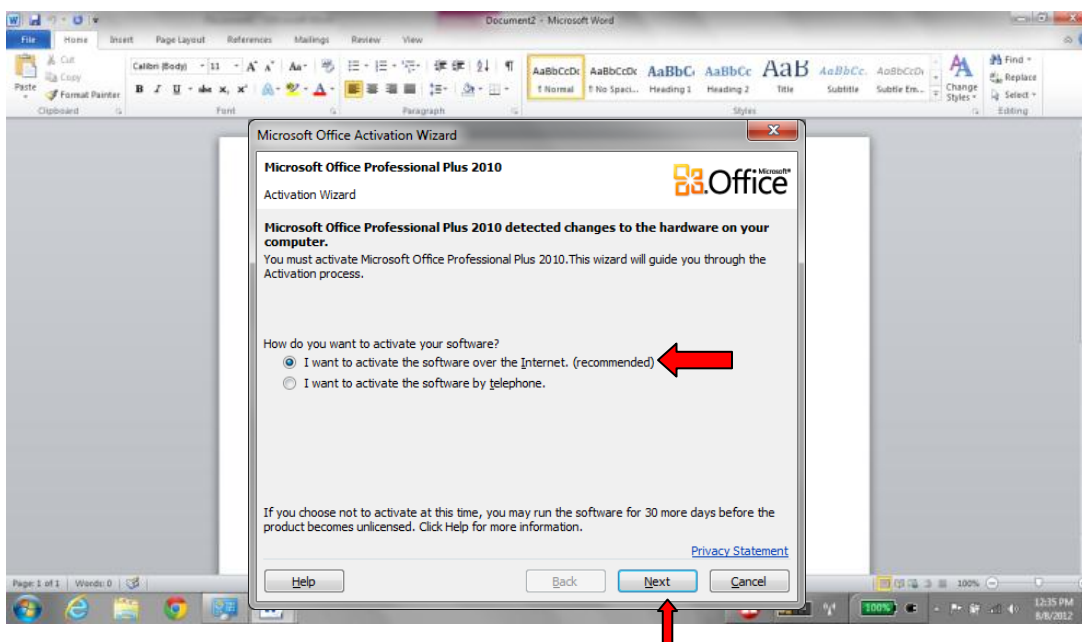 Document2 - Microsoft Word
File Home Insert Page Layout References Mailings Review View
Cut
Copy
Paste
Format Painter
Calibri (Body) 11
AaBbCcDc AaBbCcDc AaBbC AaBbCc AaB AaBbCc. AaBbCcDi
¶ Normal ¶ No Spaci... Heading 1 Heading 2 Title Subtitle Subtle Em...
Change
Styles
Find
Replace
Select
Clipboard Font Paragraph Styles Editing
Microsoft Office Activation Wizard
Microsoft Office Professional Plus 2010
Microsoft
Office
Activation Wizard
Microsoft Office Professional Plus 2010 detected changes to the hardware on your
computer.
You must activate Microsoft Office Professional Plus 2010.This wizard will guide you through the
Activation process.
How do you want to activate your software?
I want to activate the software over the Internet. (recommended)
I want to activate the software by telephone.
If you choose not to activate at this time, you may run the software for 30 more days before the
product becomes unlicensed. Click Help for more information.
Privacy Statement
Help Back Next Cancel
Page: 1 of 1 Words: 0 100%
100%
12:35 PM
8/8/2012